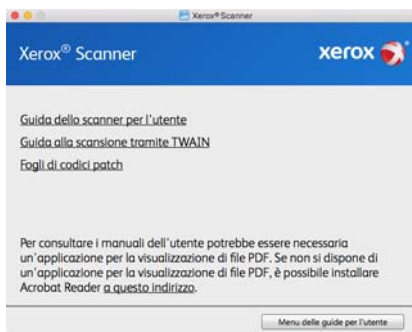 Xerox® Scanner
Xerox® Scanner
xerox
Guida dello scanner per l'utente
Guida alla scansione tramite TWAIN
Fogli di codici patch
Per consultare i manuali dell'utente potrebbe essere necessaria
un'applicazione per la visualizzazione di file PDF. Se non si dispone di
un'applicazione per la visualizzazione di file PDF, è possibile installare
Acrobat Reader a questo indirizzo.
Menu delle guide per l'utente